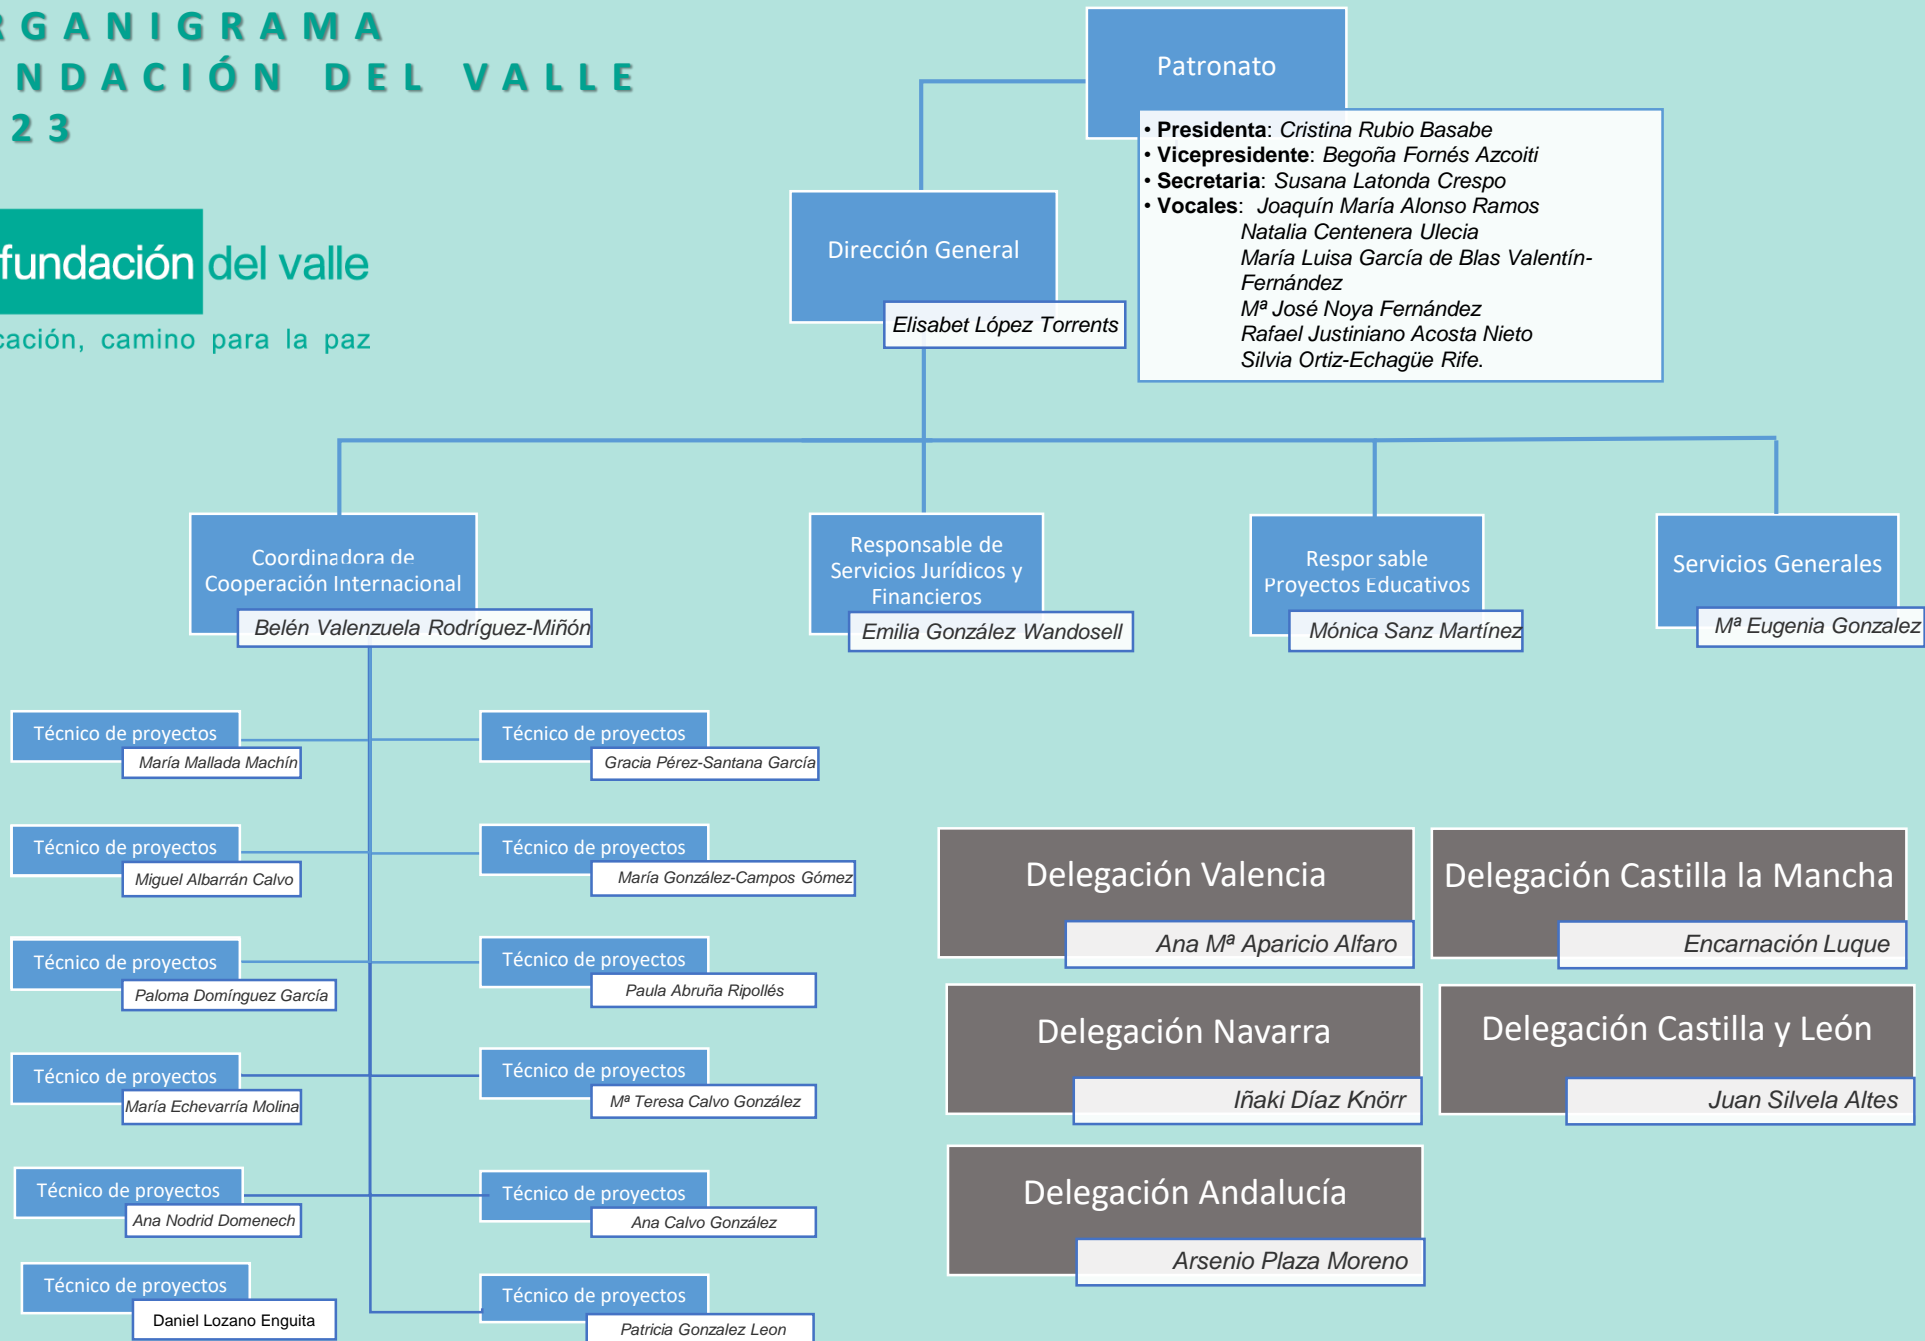 RGANIGRAMA
NDACIÓN DEL VALLE
23
fundación del valle
cación, camino para la paz
Patronato
• Presidenta: Cristina Rubio Basabe
• Vicepresidente: Begoña Fornés Azcoiti
• Secretaria: Susana Latonda Crespo
• Vocales: Joaquín María Alonso Ramos
Natalia Centenera Ulecia
María Luisa García de Blas Valentín-
Fernández
Mª José Noya Fernández
Rafael Justiniano Acosta Nieto
Silvia Ortiz-Echagüe Rife.
Dirección General
Elisabet López Torrents
Coordinadora de
Cooperación Internacional
Belén Valenzuela Rodríguez-Miñón
Responsable de
Servicios Jurídicos y
Financieros
Emilia González Wandosell
Responsable
Proyectos Educativos
Mónica Sanz Martínez
Servicios Generales
Mª Eugenia Gonzalez
Técnico de proyectos
María Mallada Machín
Técnico de proyectos
Gracia Pérez-Santana García
Técnico de proyectos
Miguel Albarrán Calvo
Técnico de proyectos
María González-Campos Gómez
Técnico de proyectos
Paloma Domínguez García
Técnico de proyectos
Paula Abruña Ripollés
Técnico de proyectos
María Echevarría Molina
Técnico de proyectos
Mª Teresa Calvo González
Técnico de proyectos
Ana Nodrid Domenech
Técnico de proyectos
Ana Calvo González
Técnico de proyectos
Daniel Lozano Enguita
Técnico de proyectos
Patricia Gonzalez Leon
Delegación Valencia
Ana Mª Aparicio Alfaro
Delegación Castilla la Mancha
Encarnación Luque
Delegación Navarra
Iñaki Díaz Knörr
Delegación Castilla y León
Juan Silvela Altes
Delegación Andalucía
Arsenio Plaza Moreno